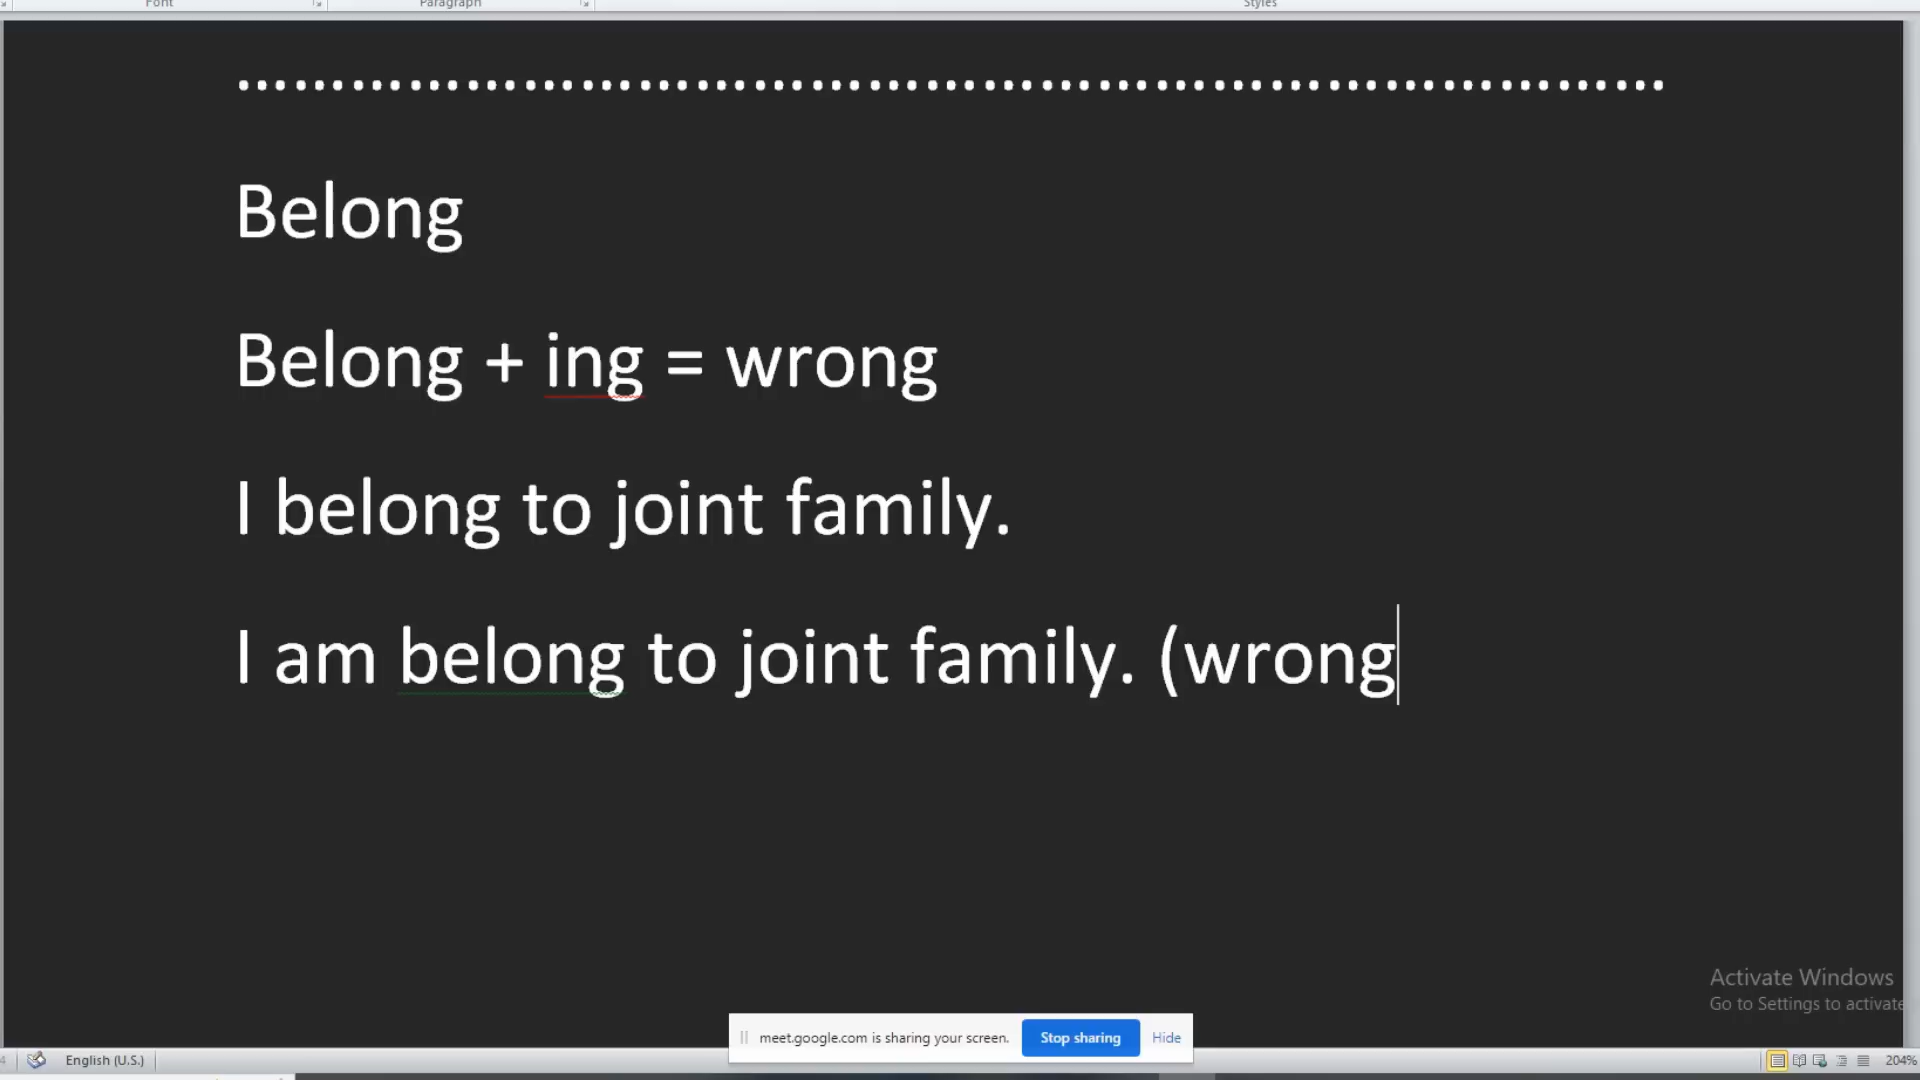 Font Paragraph Styles
Belong
Belong + ing = wrong
I belong to joint family.
I am belong to joint family. (wrong
Activate Windows
Go to Settings to activate
meet.google.com is sharing your screen. Stop sharing Hide
English (U.S.) 204%